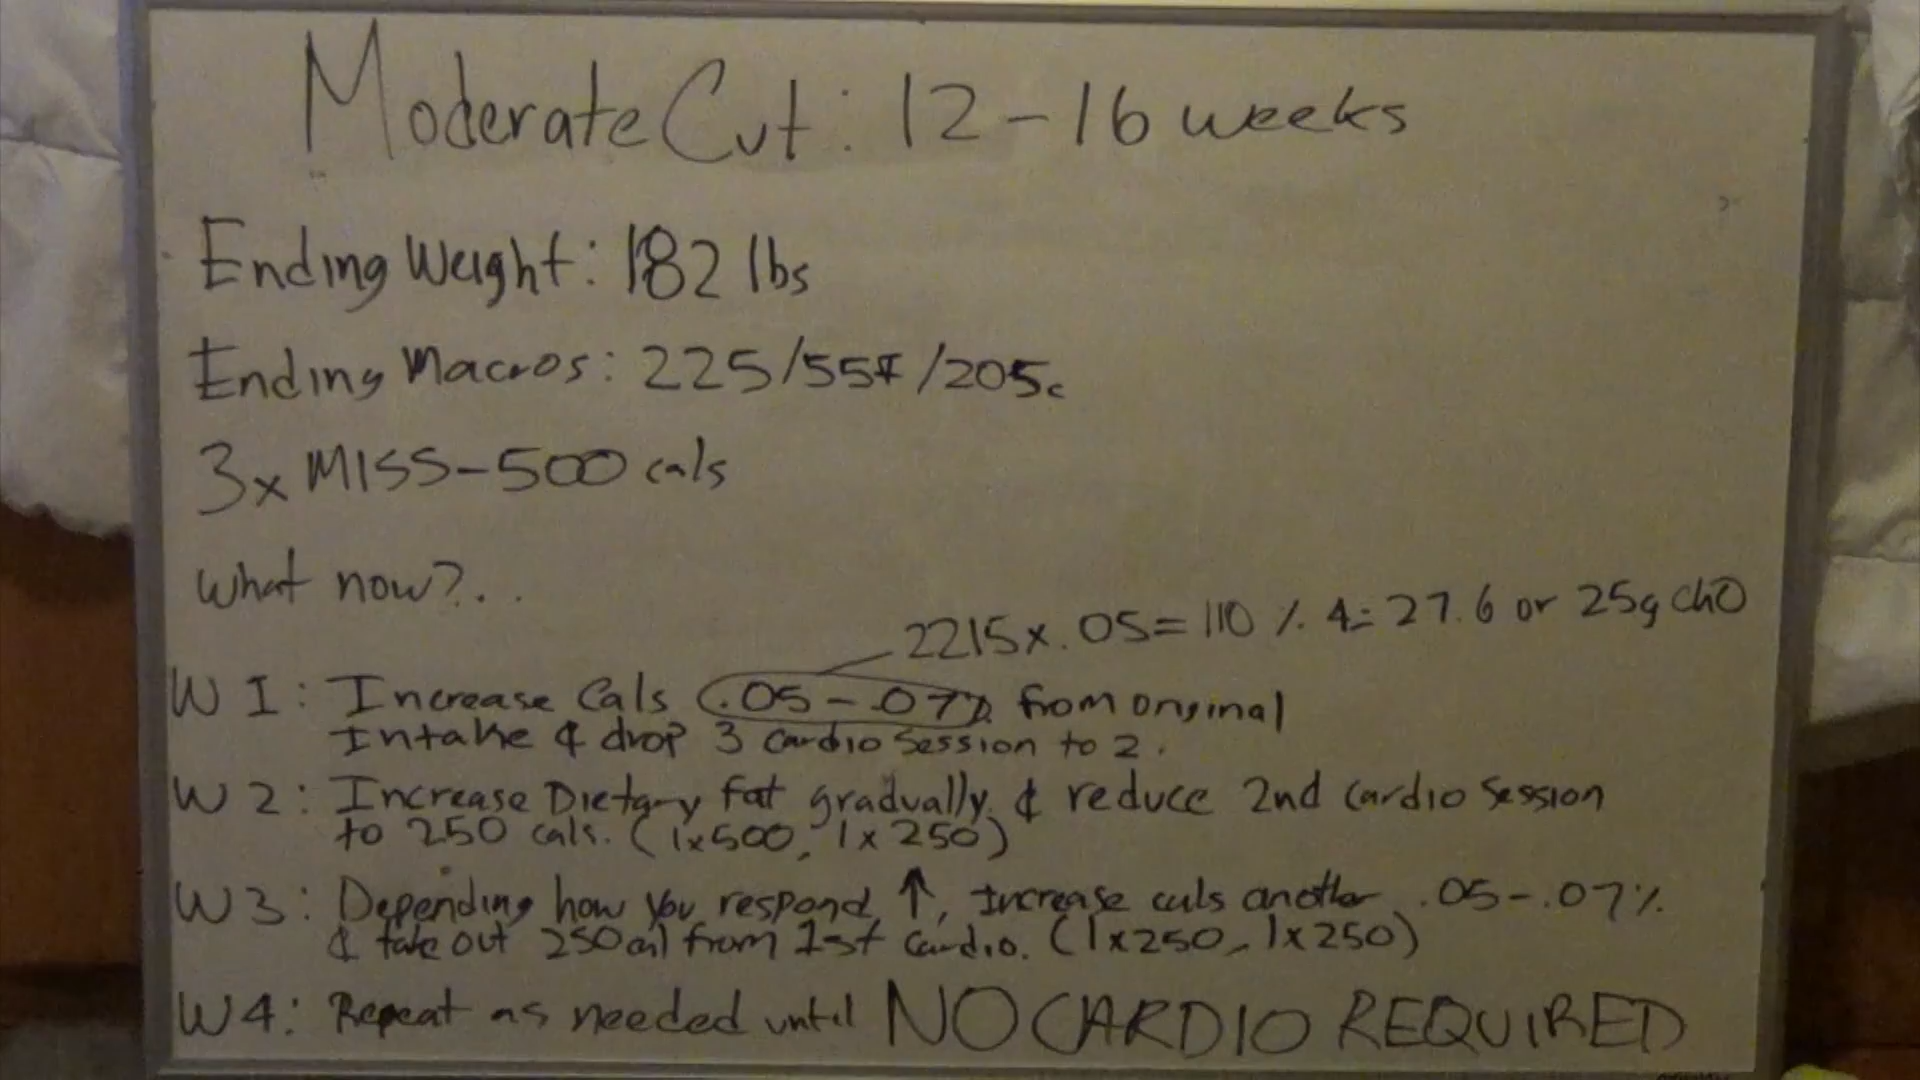 Moderate Cut: 12-16 weeks
Ending Weight: 182 lbs
Ending Macros: 225/55f/205c
3x MISS-500 cals
what now?..
2215x.05=110 % 4=27.6 or 25g CHO
W1: Increase Cals .05-.07% from original
Intake & drop 3 cardio session to 2.
W2: Increase Dietary fat gradually & reduce 2nd cardio session
to 250 cals. (1x500, 1x250)
W3: Depending how you respond ↑, increase cals another .05-.07%
& take out 250 cal from 1st cardio. (1x250, 1x250)
W4: Repeat as needed until NO CARDIO REQUIRED